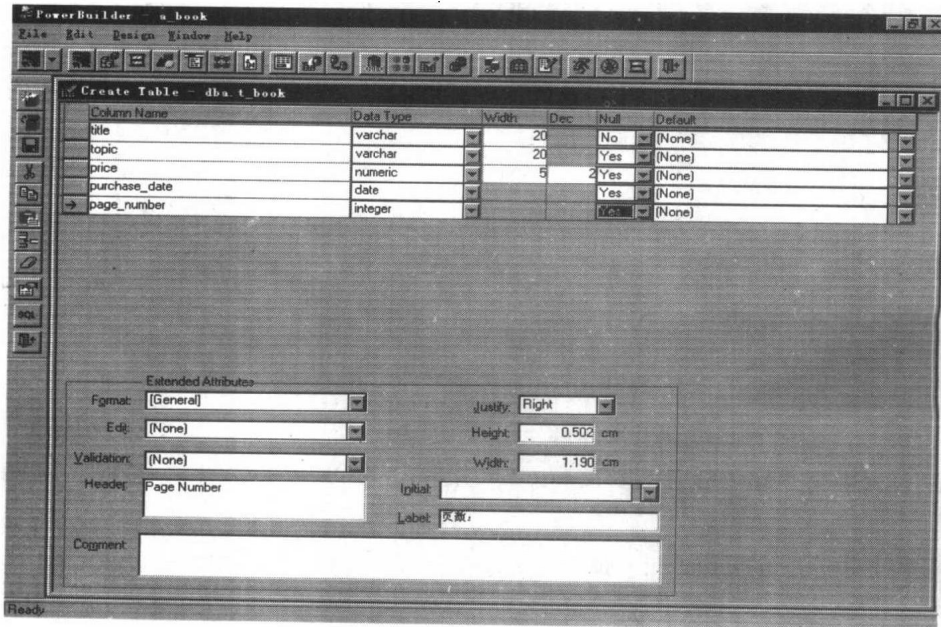 PowerBuilder - a_book
File Edit Design Window Help
Create Table - dba.t_book
Column Name Data Type Width Dec Null Default
title varchar 20 No (None)
topic varchar 20 Yes (None)
price numeric 5 2 Yes (None)
purchase_date date Yes (None)
page_number integer Yes (None)
SQL
Extended Attributes
Format: [General]
Justify: Right
Edit: (None)
Height: 0.502 cm
Validation: (None)
Width: 1.190 cm
Header: Page Number
Initial:
Label: 页数:
Comment:
Ready